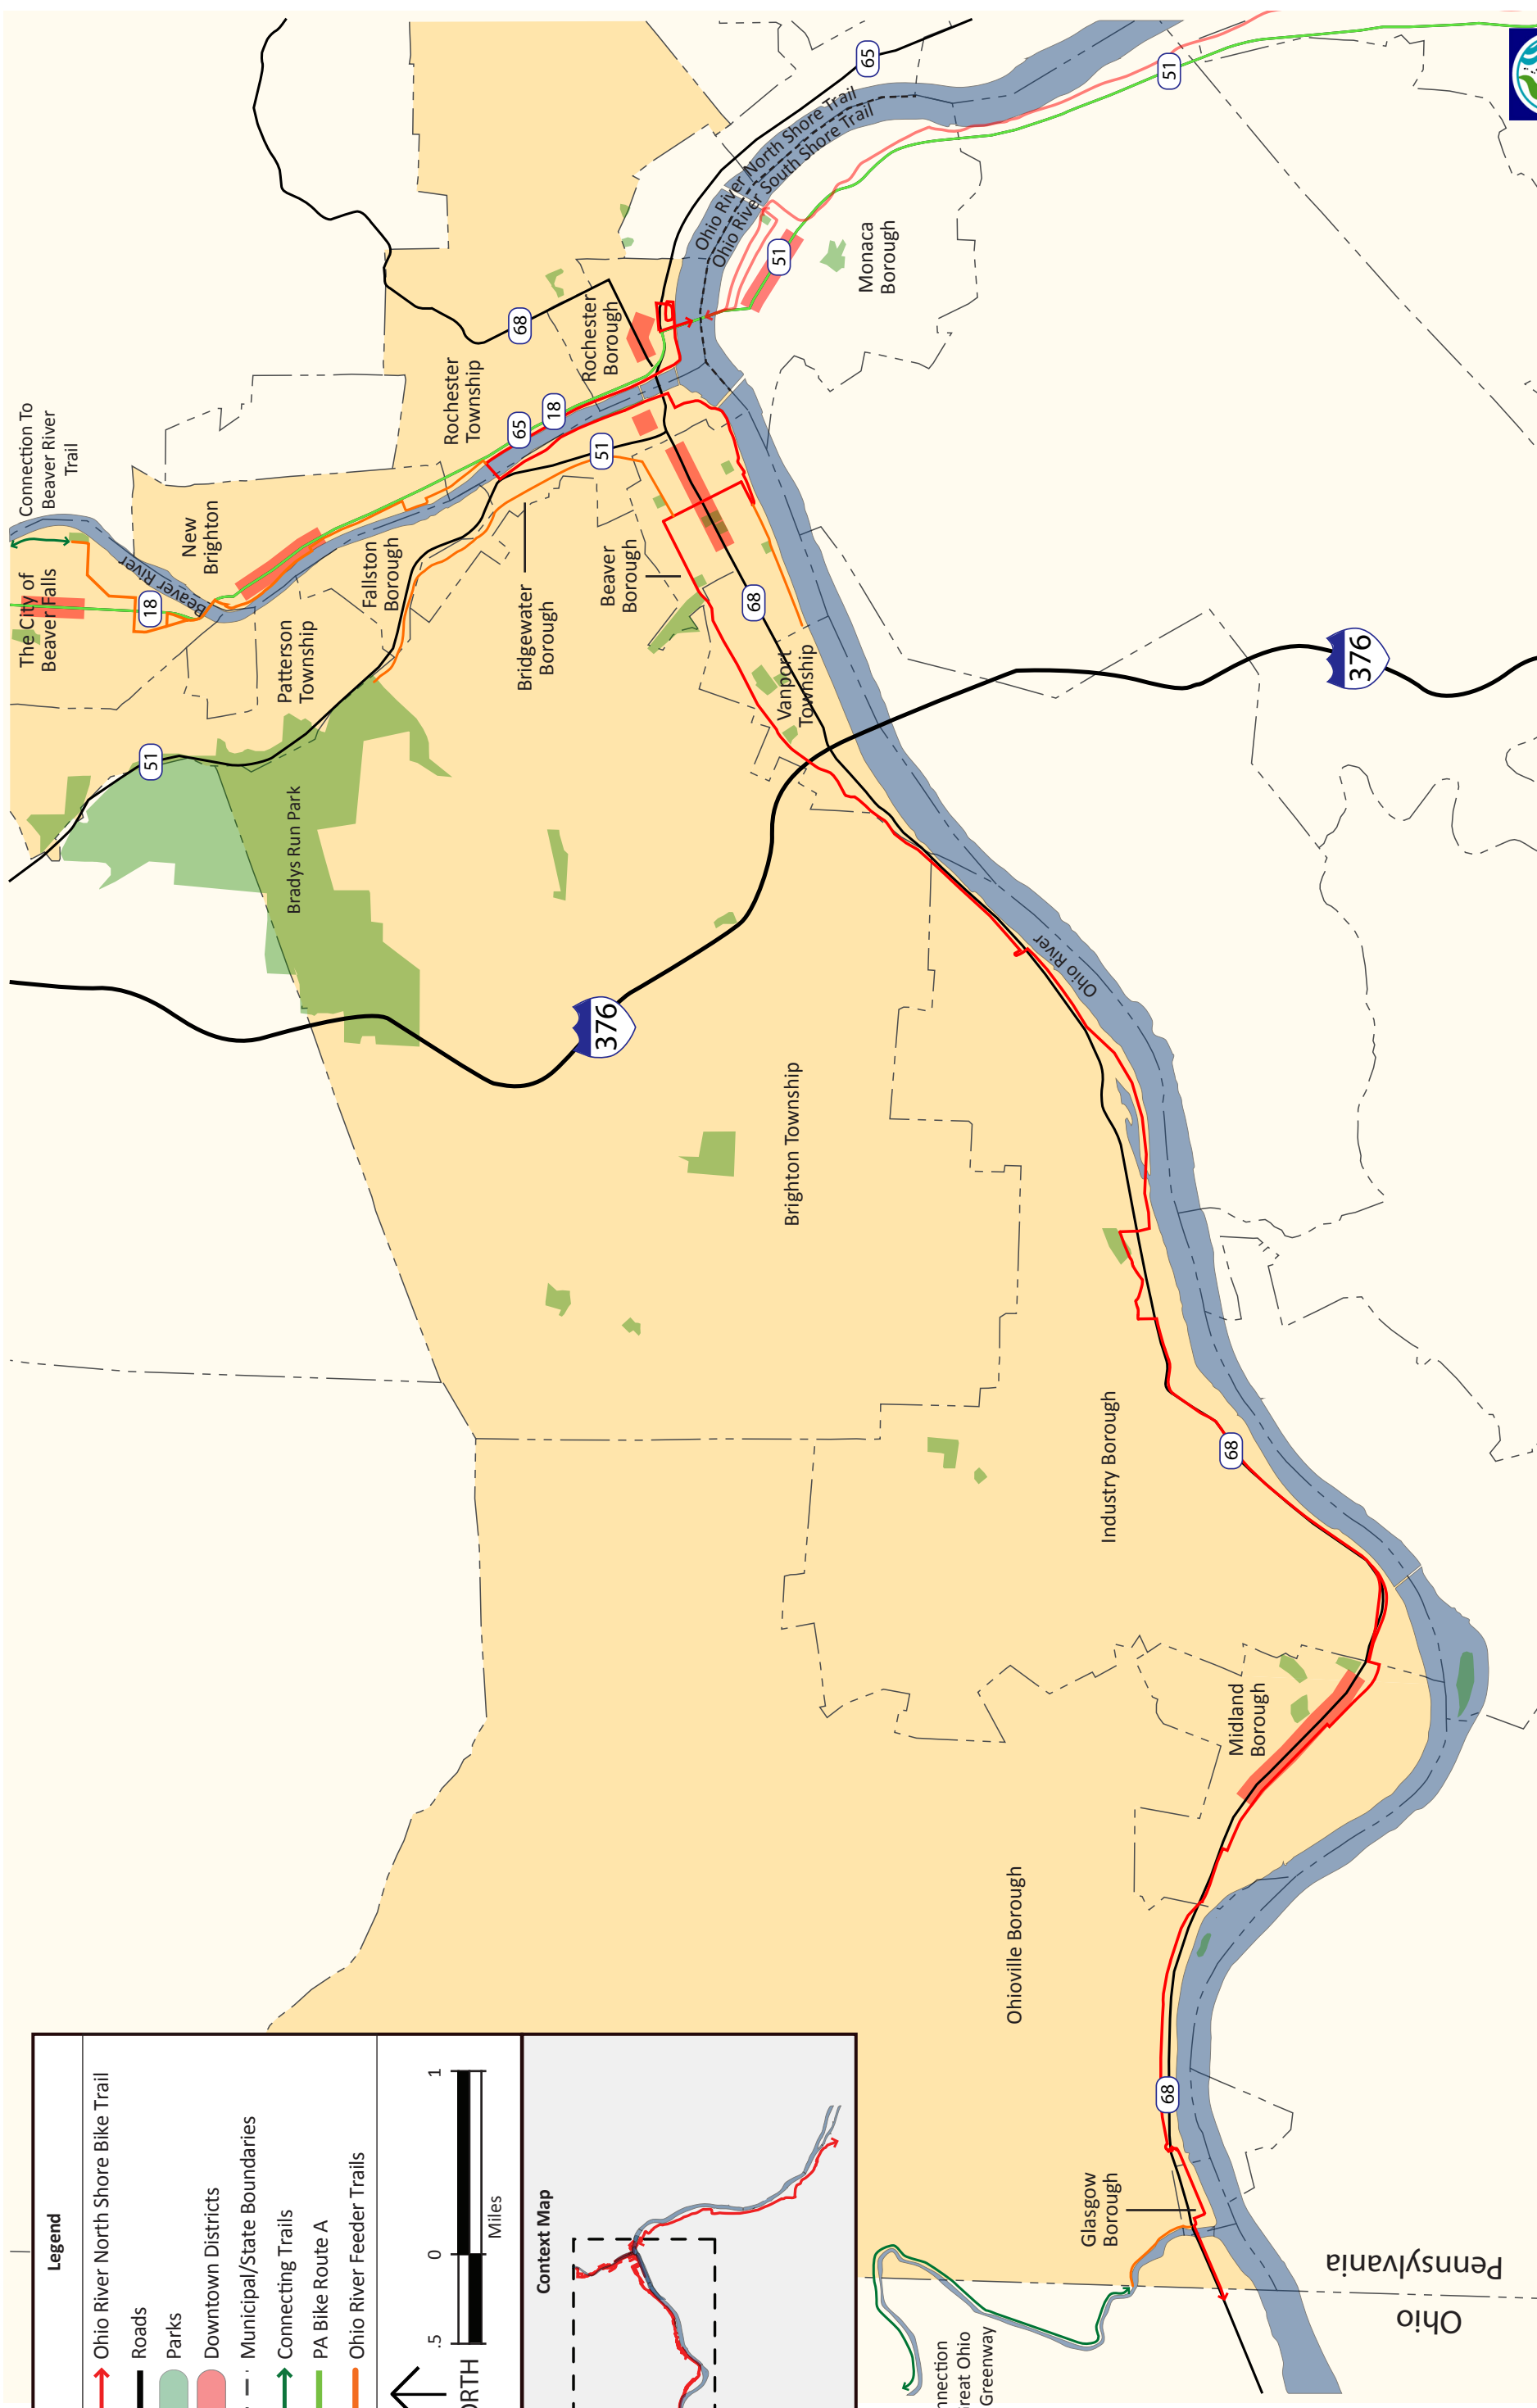 Connection To
Beaver River
Trail
The City of
Beaver Falls
18
Beaver River
New
Brighton
Patterson
Township
Fallston
Borough
51
Bradys Run Park
Rochester
Township
65
18
68
51
Rochester
Borough
Bridgewater
Borough
Beaver
Borough
68
Vanport
Township
65
Ohio River North Shore Trail
Ohio River South Shore Trail
51
51
Monaca
Borough
376
376
Brighton Township
Ohio River
Industry Borough
68
Midland
Borough
Ohioville Borough
68
Glasgow
Borough
Pennsylvania
Ohio
Greenway
Legend
Ohio River North Shore Bike Trail
Roads
Parks
Downtown Districts
Municipal/State Boundaries
Connecting Trails
PA Bike Route A
Ohio River Feeder Trails
.5
0
1
Miles
Context Map